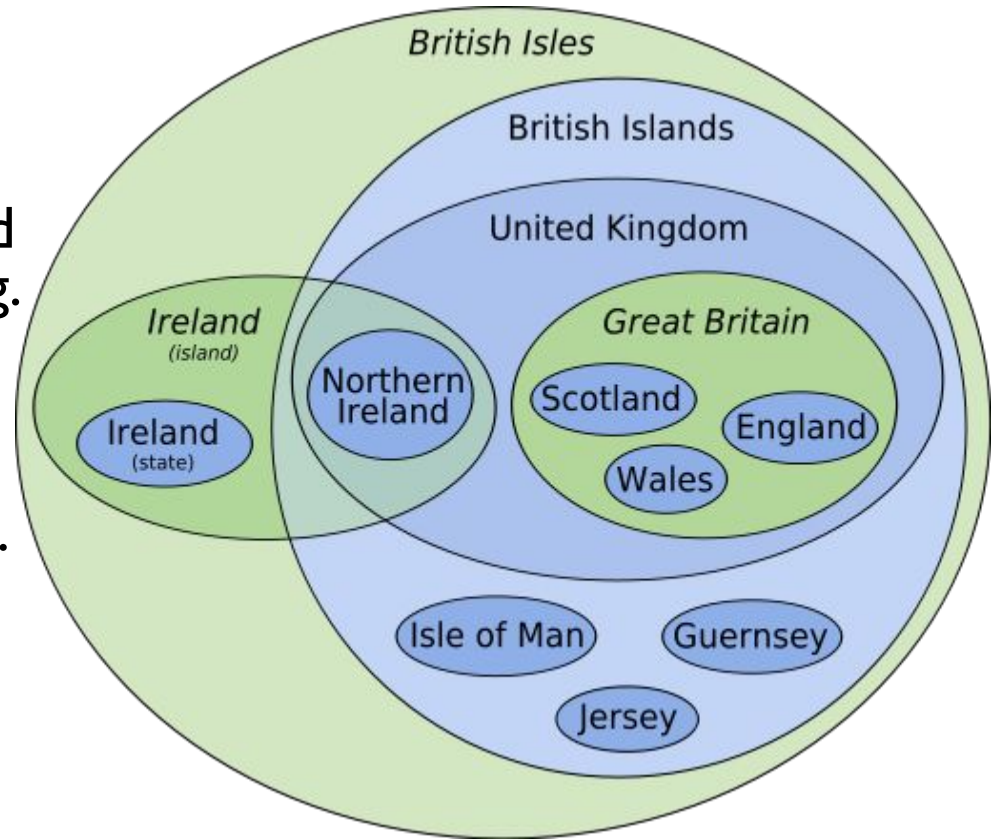 British Isles
British Islands
d
United Kingdom
g.
Ireland
(island)
Great Britain
Northern
Ireland
Scotland
England
Ireland
(state)
Wales
.
Isle of Man
Guernsey
Jersey